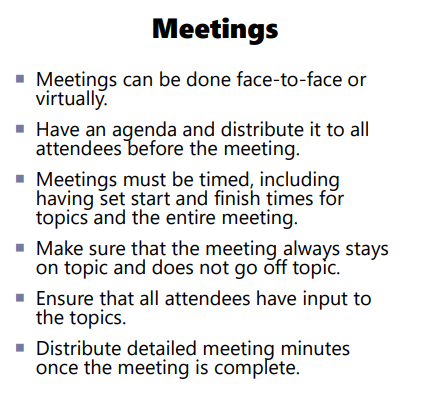 Meetings
Meetings can be done face-to-face or
virtually.
Have an agenda and distribute it to all
attendees before the meeting.
Meetings must be timed, including
having set start and finish times for
topics and the entire meeting.
Make sure that the meeting always stays
on topic and does not go off topic.
Ensure that all attendees have input to
the topics.
Distribute detailed meeting minutes
once the meeting is complete.